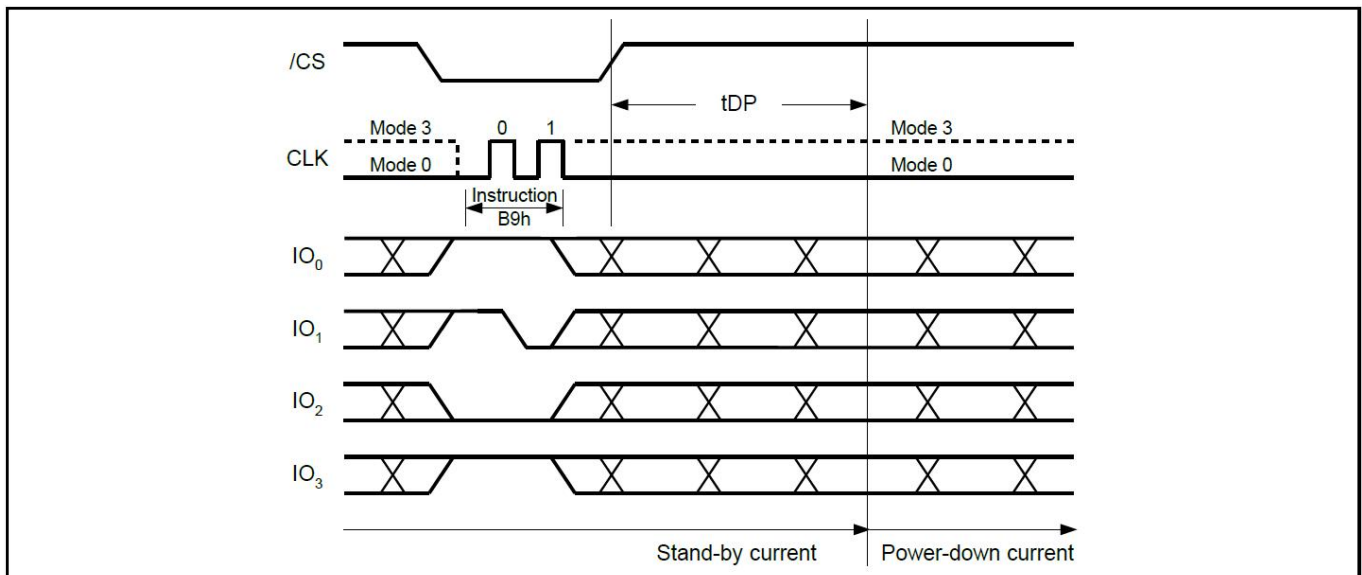 /CS
tDP
Mode 3 0 1 Mode 3
CLK
Mode 0 Mode 0
Instruction
B9h
IO0
IO1
IO2
IO3
Stand-by current Power-down current